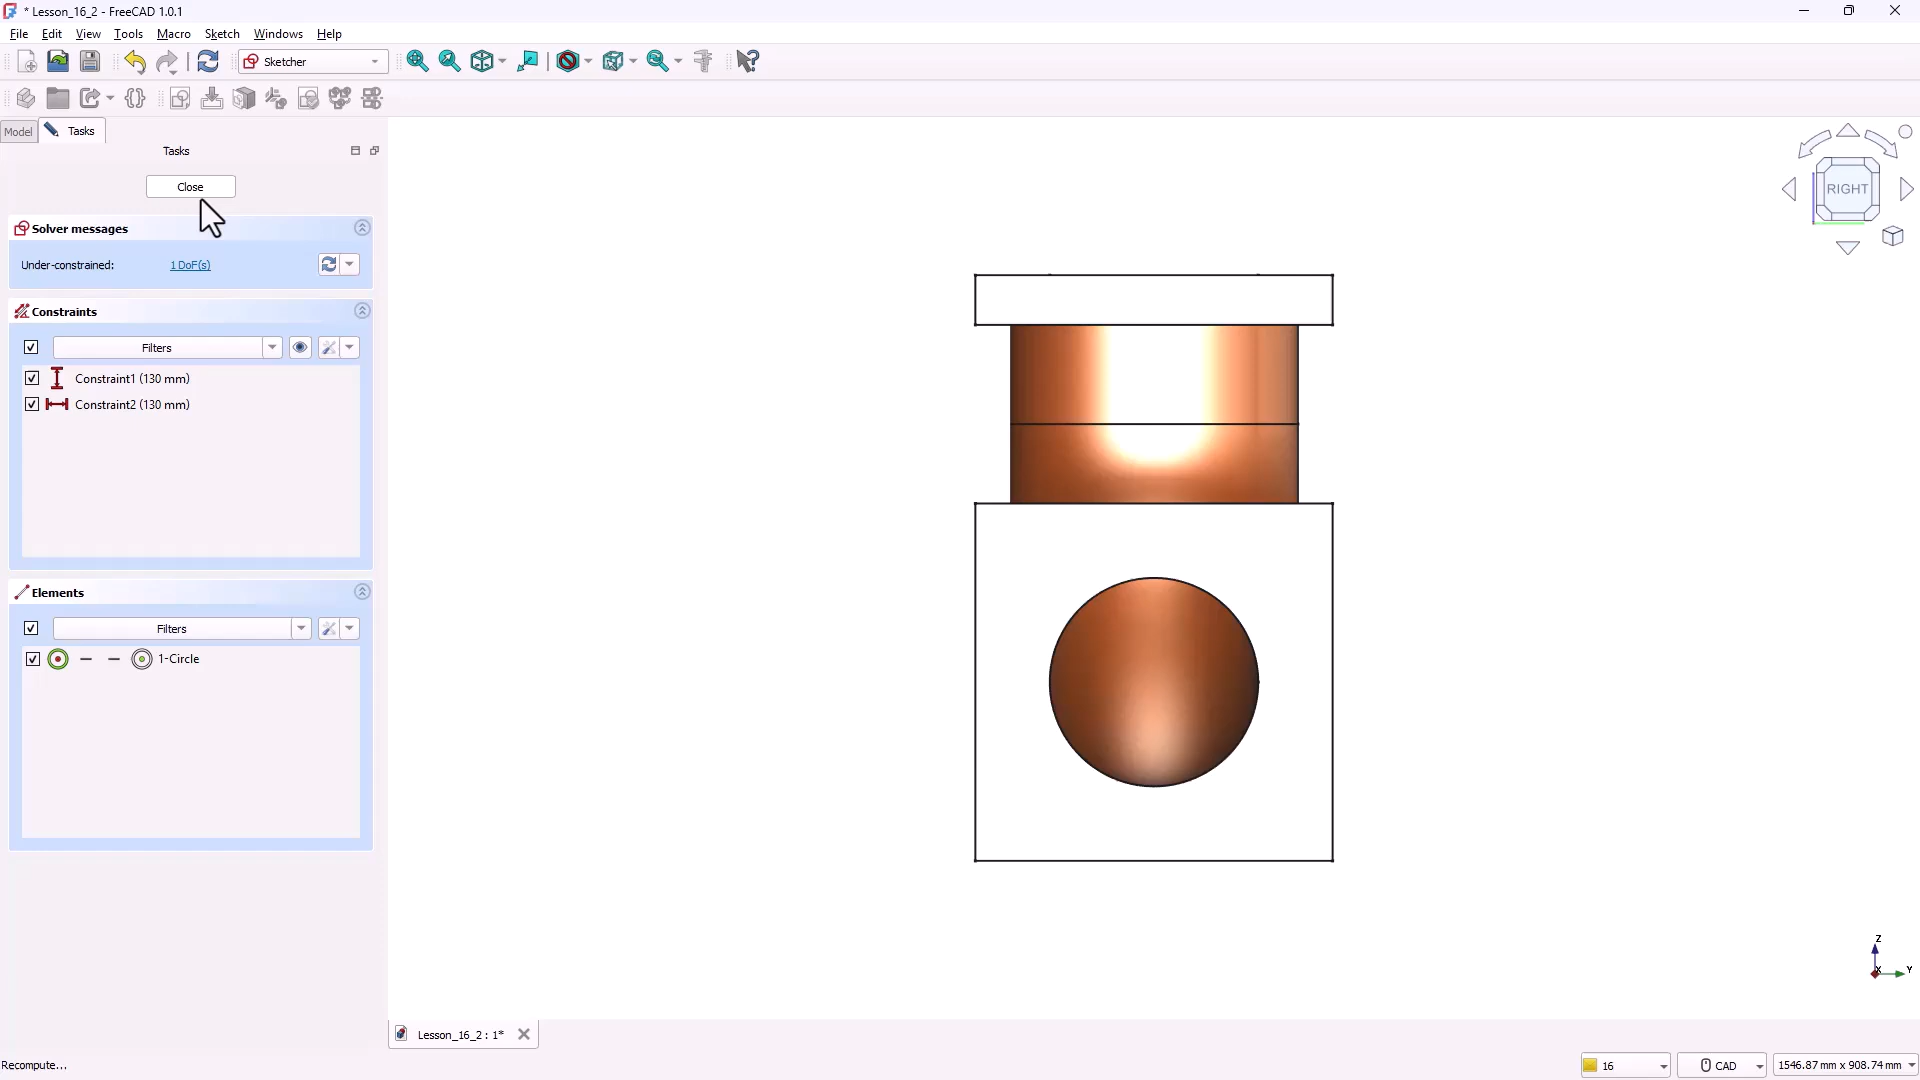 * Lesson_16_2 - FreeCAD 1.0.1
File Edit View Tools Macro Sketch Windows Help
Sketcher
Model Tasks
Tasks
Close
Solver messages
Under-constrained: 1 DoF(s)
Constraints
Filters
Constraint1 (130 mm)
Constraint2 (130 mm)
Elements
Filters
1-Circle
RIGHT
Z
X Y
Lesson_16_2 : 1*
Recompute...
16 CAD 1546.87 mm x 908.74 mm